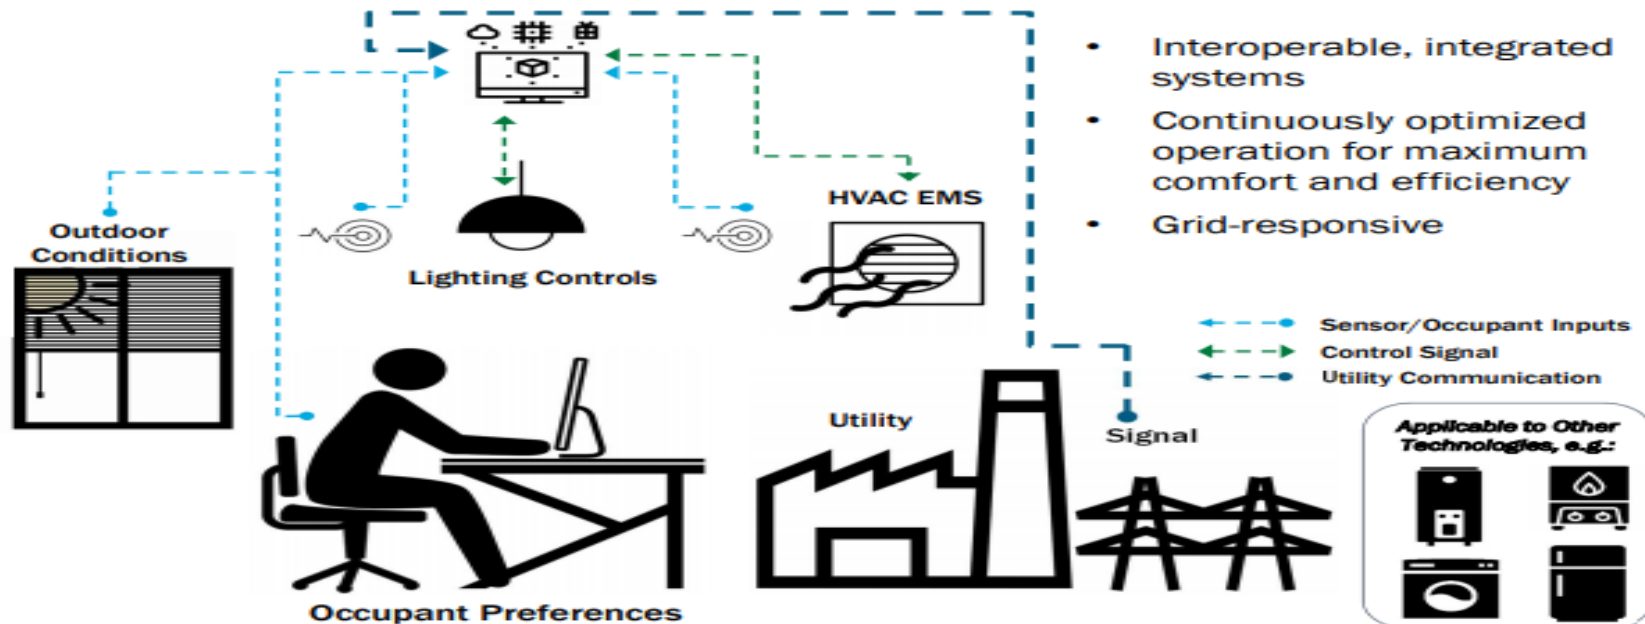 • Interoperable, integrated
systems
• Continuously optimized
operation for maximum
comfort and efficiency
• Grid-responsive
Outdoor
Conditions
Lighting Controls
HVAC EMS
Sensor/Occupant Inputs
Control Signal
Utility Communication
Utility
Signal
Applicable to Other
Technologies, e.g.:
Occupant Preferences